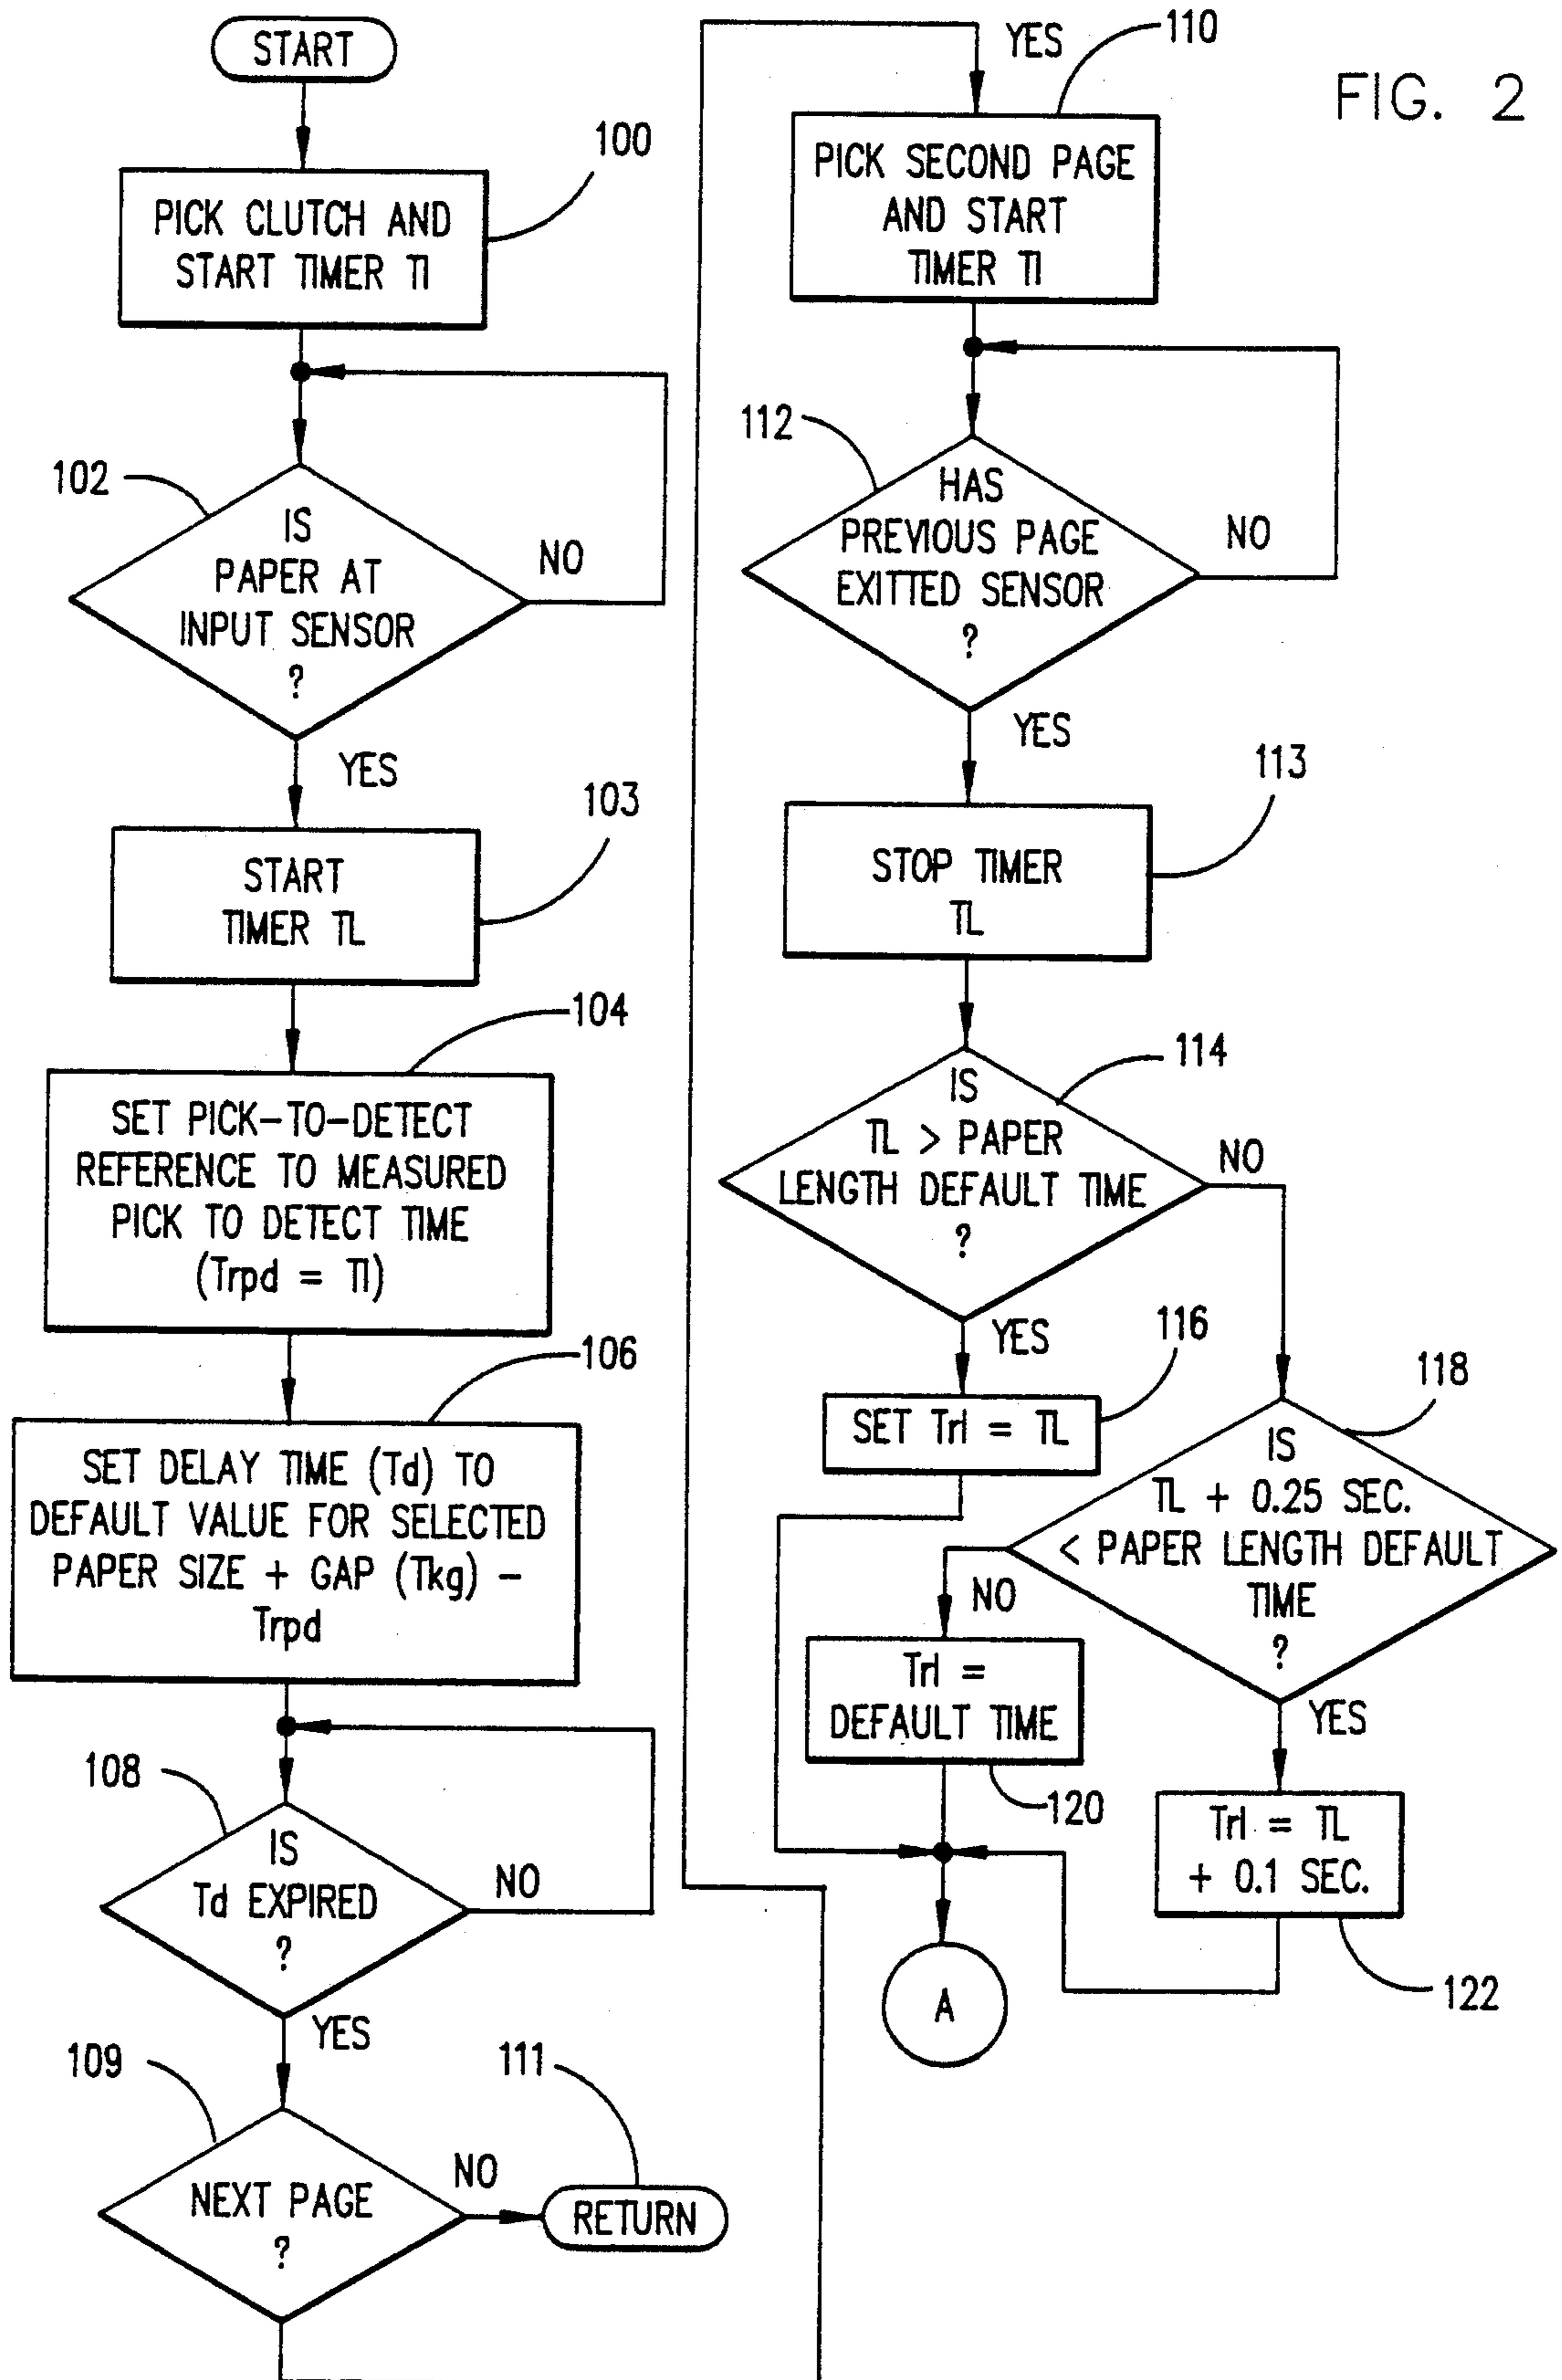 FIG. 2
START
100
PICK CLUTCH AND
START TIMER TI
102
IS
PAPER AT
INPUT SENSOR
?
NO
YES
103
START
TIMER TL
104
SET PICK-TO-DETECT
REFERENCE TO MEASURED
PICK TO DETECT TIME
(Trpd = TI)
106
SET DELAY TIME (Td) TO
DEFAULT VALUE FOR SELECTED
PAPER SIZE + GAP (Tkg) -
Trpd
108
IS
Td EXPIRED
?
NO
YES
109
NEXT PAGE
?
NO
111
RETURN
YES
110
PICK SECOND PAGE
AND START
TIMER TI
112
HAS
PREVIOUS PAGE
EXITTED SENSOR
?
NO
YES
113
STOP TIMER
TL
114
IS
TL > PAPER
LENGTH DEFAULT TIME
?
NO
YES
116
SET Trl = TL
118
IS
TL + 0.25 SEC.
< PAPER LENGTH DEFAULT
TIME
?
NO
YES
Trl =
DEFAULT TIME
120
Trl = TL
+ 0.1 SEC.
122
A